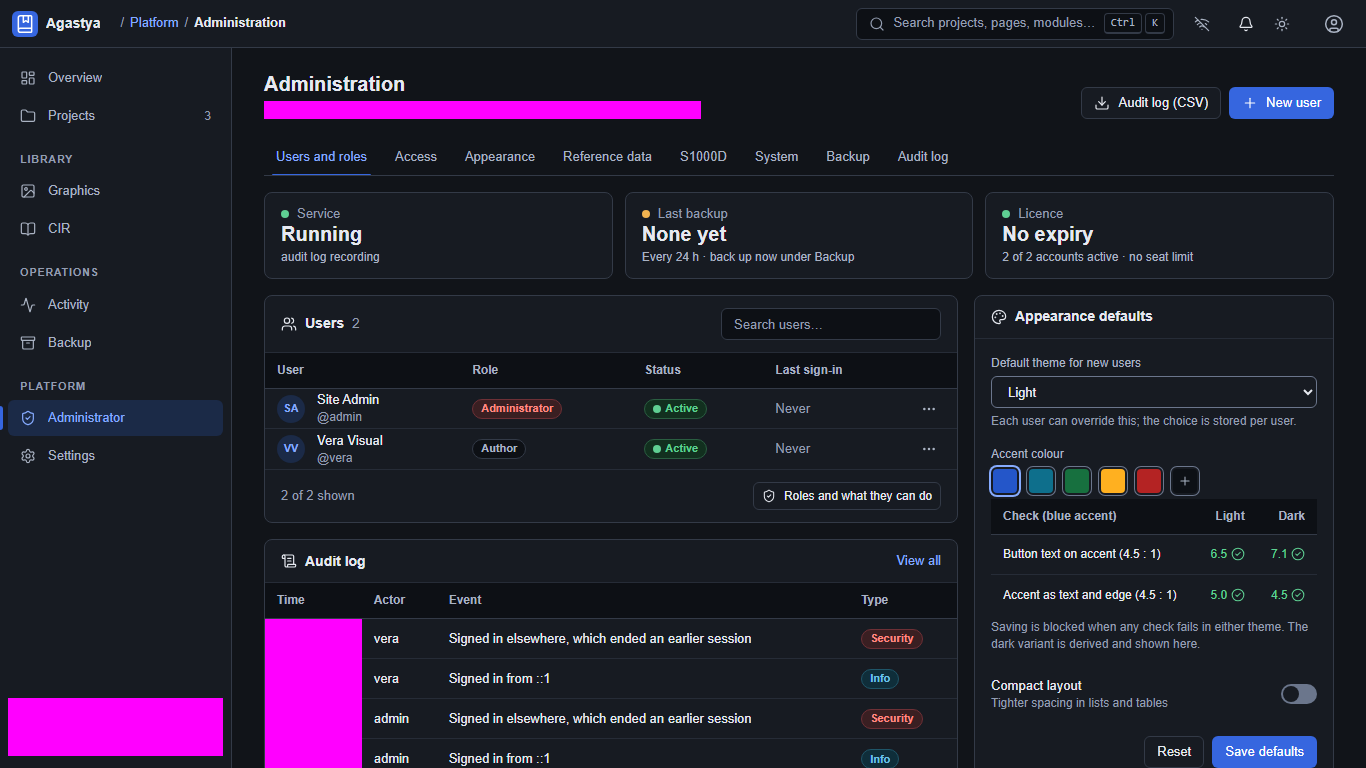 Agastya / Platform / Administration
Search projects, pages, modules... Ctrl K
Overview
Projects 3
LIBRARY
Graphics
CIR
OPERATIONS
Activity
Backup
PLATFORM
Administrator
Settings
Administration
Audit log (CSV)
New user
Users and roles Access Appearance Reference data S1000D System Backup Audit log
Service
Running
audit log recording
Last backup
None yet
Every 24 h · back up now under Backup
Licence
No expiry
2 of 2 accounts active · no seat limit
Users 2
Search users...
User Role Status Last sign-in
SA Site Admin Administrator Active Never
@admin
VV Vera Visual Author Active Never
@vera
2 of 2 shown
Roles and what they can do
Audit log
View all
Time Actor Event Type
vera Signed in elsewhere, which ended an earlier session Security
vera Signed in from ::1 Info
admin Signed in elsewhere, which ended an earlier session Security
admin Signed in from ::1 Info
Appearance defaults
Default theme for new users
Light
Each user can override this; the choice is stored per user.
Accent colour
Check (blue accent) Light Dark
Button text on accent (4.5 : 1) 6.5 7.1
Accent as text and edge (4.5 : 1) 5.0 4.5
Saving is blocked when any check fails in either theme. The
dark variant is derived and shown here.
Compact layout
Tighter spacing in lists and tables
Reset
Save defaults